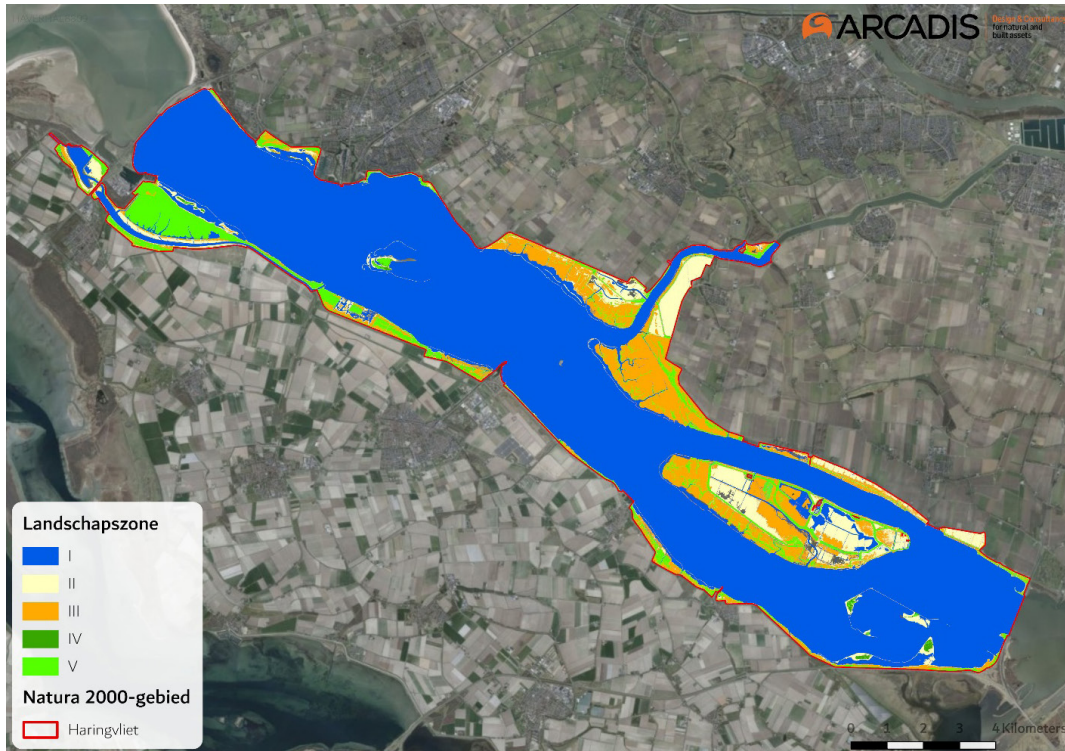 ARCADIS
Design & Consultancy
for natural and
built assets
Landschapszone
I
II
III
IV
V
Natura 2000-gebied
Haringvliet
0 1 2 3 4 Kilometers